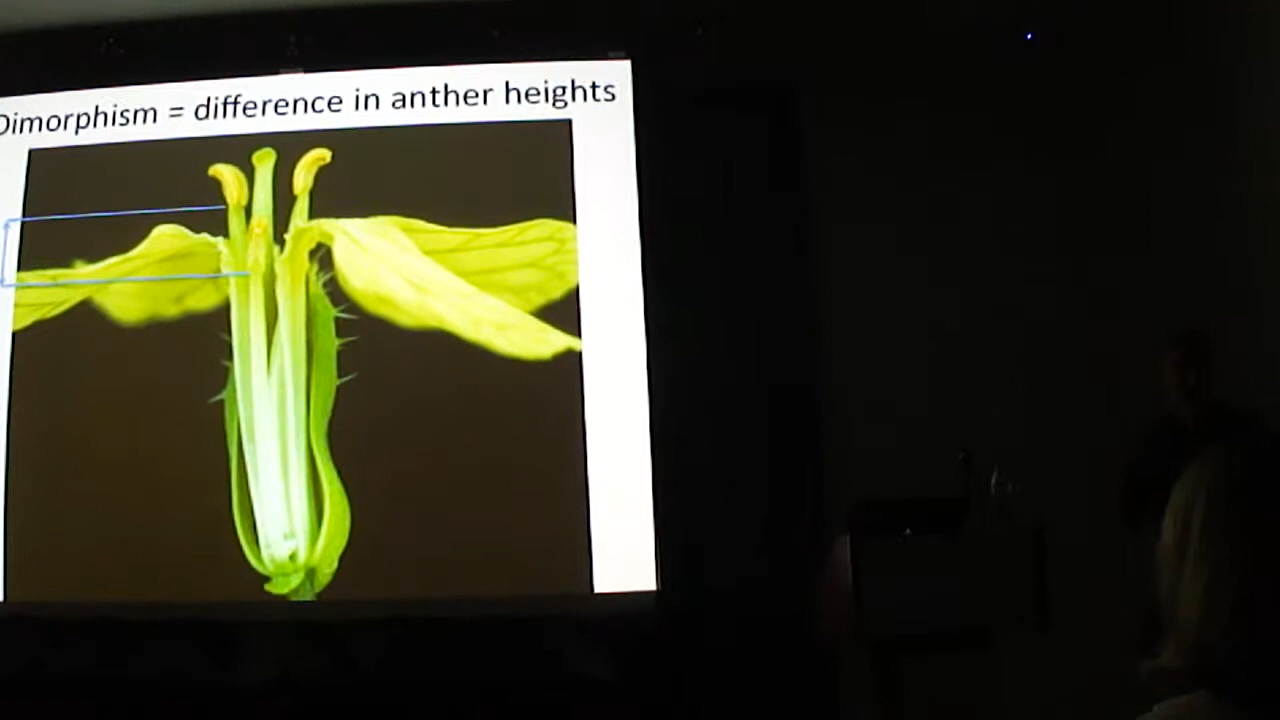 Dimorphism = difference in anther heights